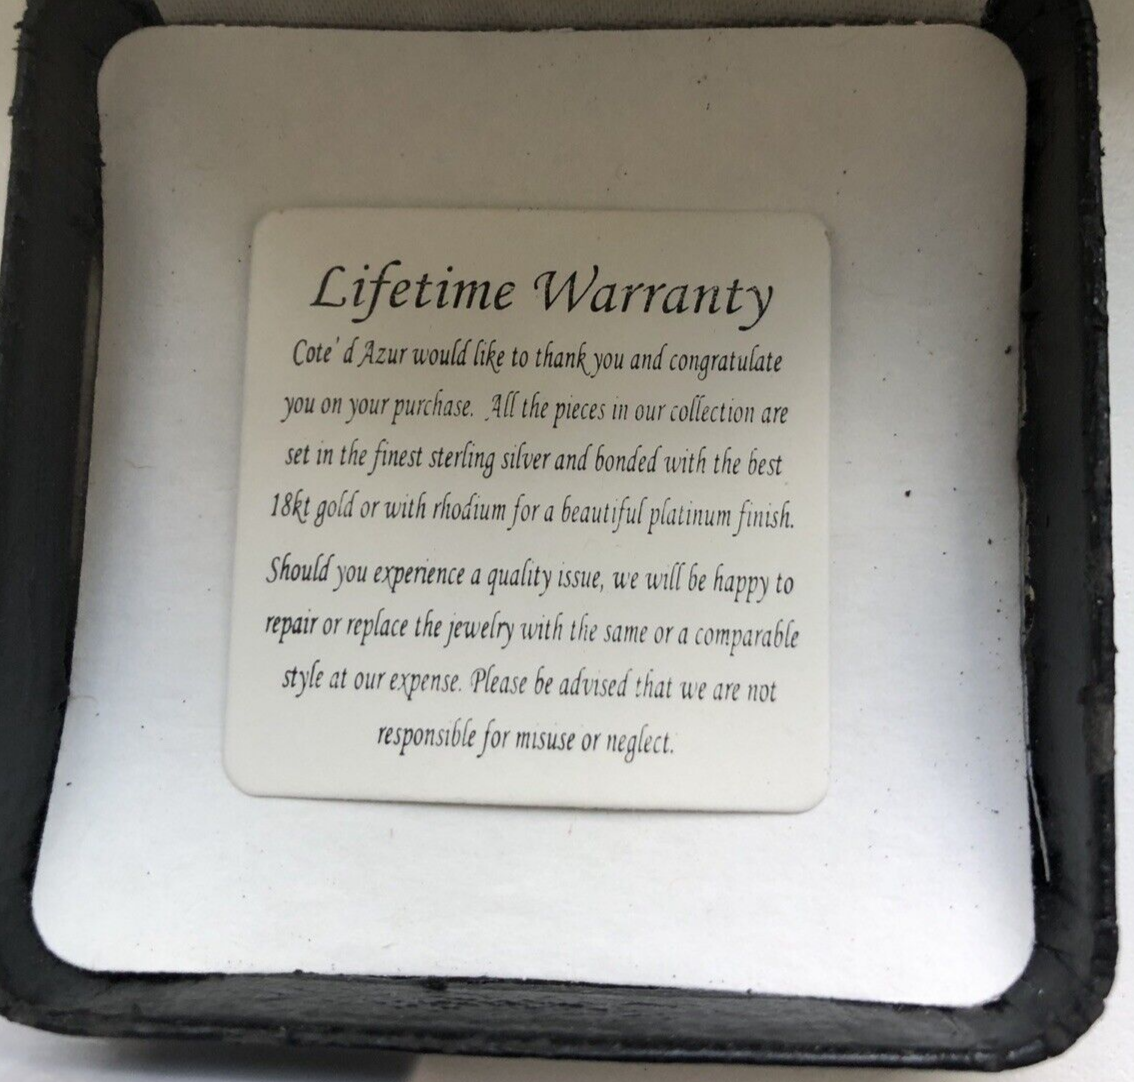 Lifetime Warranty
Cote' d Azur would like to thank you and congratulate
you on your purchase. All the pieces in our collection are
set in the finest sterling silver and bonded with the best
18kt gold or with rhodium for a beautiful platinum finish.
Should you experience a quality issue, we will be happy to
repair or replace the jewelry with the same or a comparable
style at our expense. Please be advised that we are not
responsible for misuse or neglect.